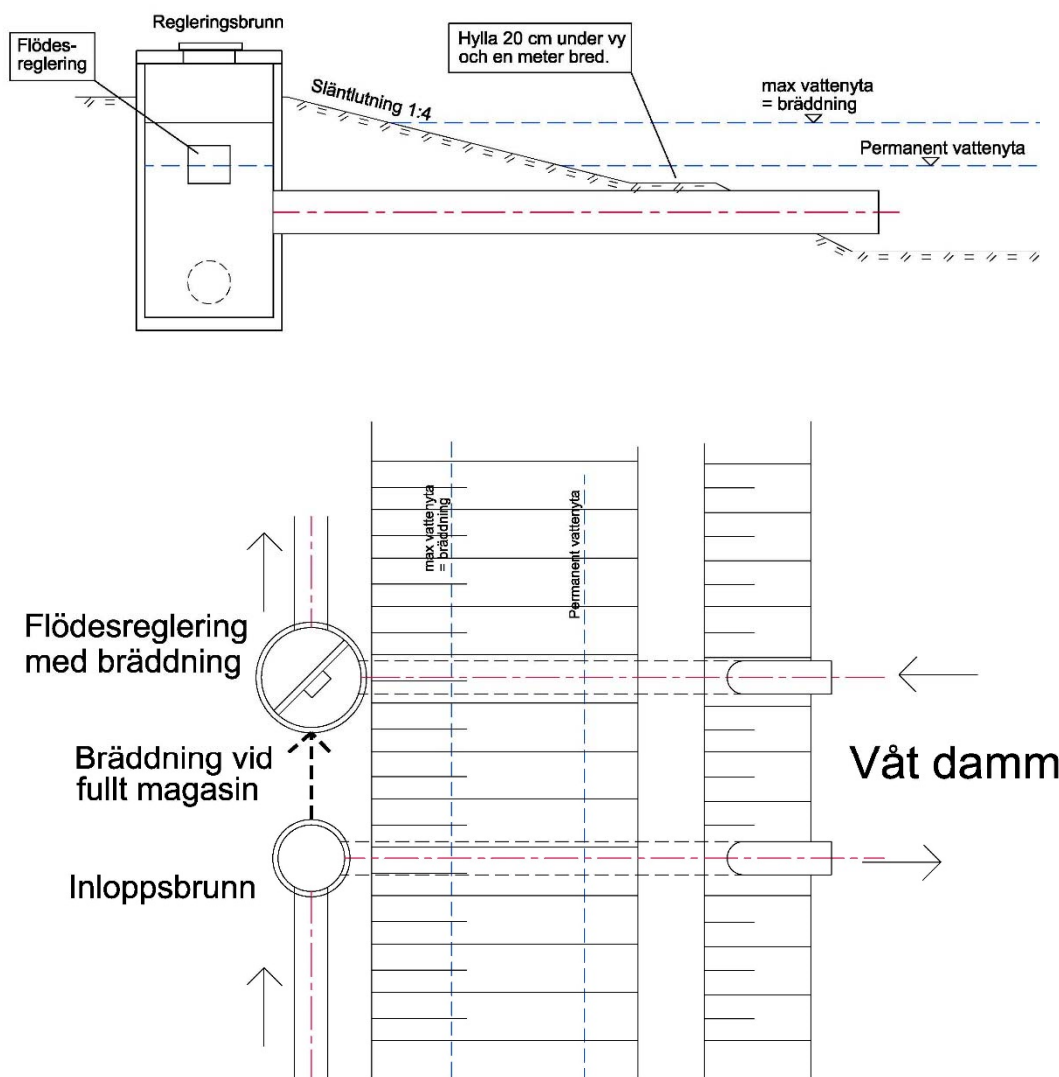 Regleringsbrunn
Flödes-
reglering
Hylla 20 cm under vy
och en meter bred.
Släntlutning 1:4
max vattenyta
= bräddning
Permanent vattenyta
max vattenyta
= bräddning
Permanent vattenyta
Flödesreglering
med bräddning
Bräddning vid
fullt magasin
Våt damm
Inloppsbrunn